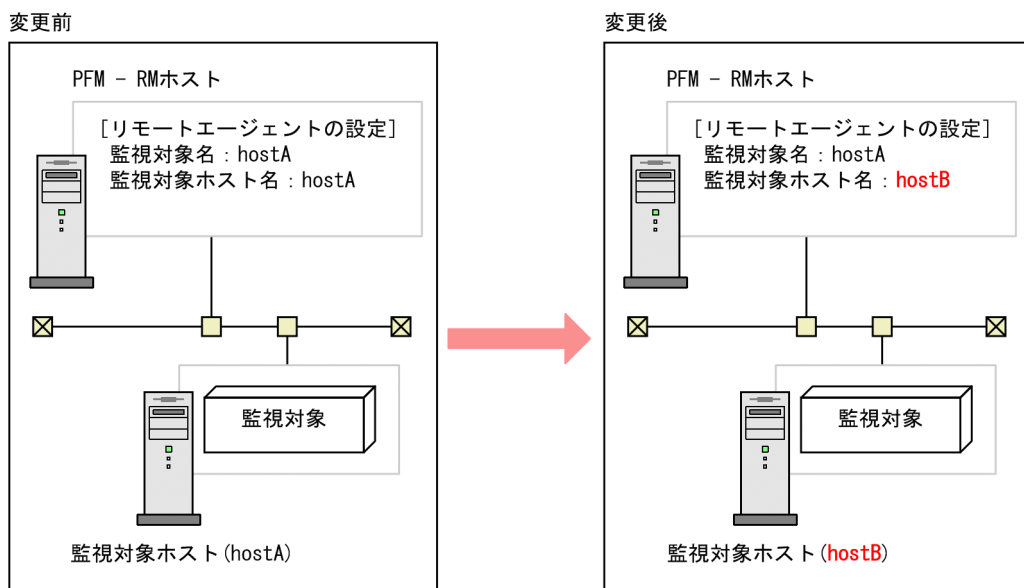 変更前
PFM - RMホスト
[リモートエージェントの設定]
監視対象名：hostA
監視対象ホスト名：hostA
監視対象
監視対象ホスト(hostA)
変更後
PFM - RMホスト
[リモートエージェントの設定]
監視対象名：hostA
監視対象ホスト名：hostB
監視対象
監視対象ホスト(hostB)